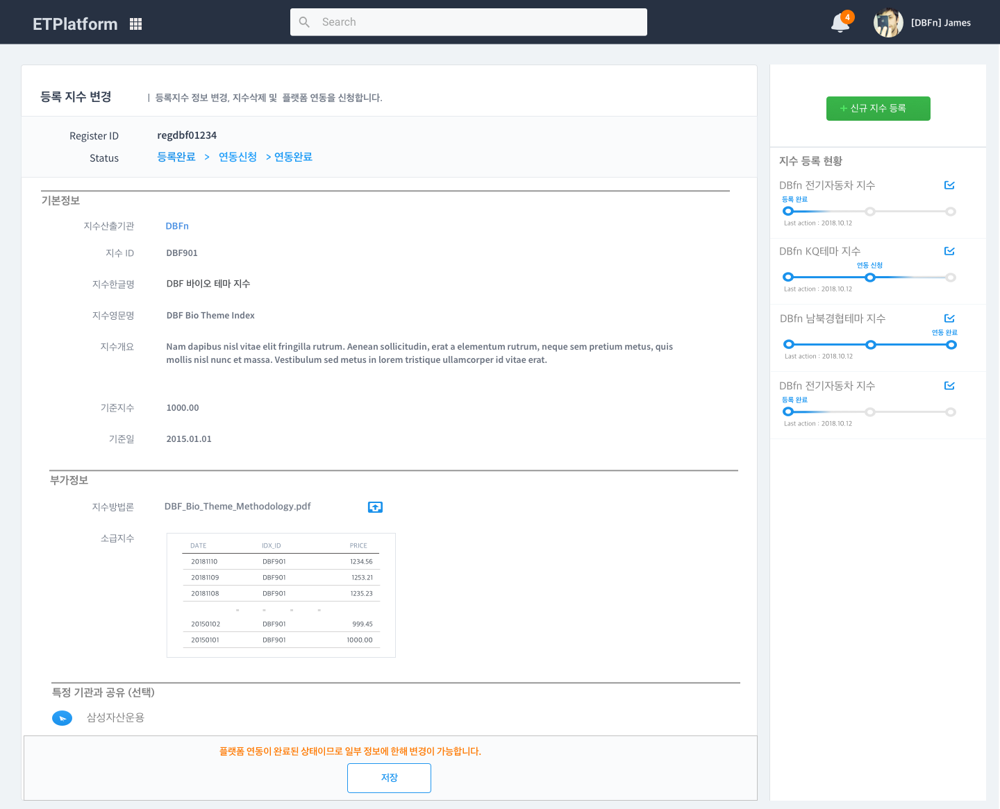 ETPlatform
Search
4
[DBFn] James
등록 지수 변경
| 등록지수 정보 변경, 지수삭제 및 플랫폼 연동을 신청합니다.
Register ID
regdbf01234
Status
등록완료 > 연동신청 > 연동완료
기본정보
지수산출기관
DBFn
지수 ID
DBF901
지수한글명
DBF 바이오 테마 지수
지수영문명
DBF Bio Theme Index
지수개요
Nam dapibus nisl vitae elit fringilla rutrum. Aenean sollicitudin, erat a elementum rutrum, neque sem pretium metus, quis
mollis nisl nunc et massa. Vestibulum sed metus in lorem tristique ullamcorper id vitae erat.
기준지수
1000.00
기준일
2015.01.01
부가정보
지수방법론
DBF_Bio_Theme_Methodology.pdf
소급지수
DATE IDX_ID PRICE
20181110 DBF901 1234.56
20181109 DBF901 1253.21
20181108 DBF901 1235.23
20150102 DBF901 999.45
20150101 DBF901 1000.00
특정 기관과 공유 (선택)
삼성자산운용
플랫폼 연동이 완료된 상태이므로 일부 정보에 한해 변경이 가능합니다.
저장
+ 신규 지수 등록
지수 등록 현황
DBfn 전기자동차 지수
등록 완료
Last action : 2018.10.12
DBfn KQ테마 지수
연동 신청
Last action : 2018.10.12
DBfn 남북경협테마 지수
연동 완료
Last action : 2018.10.12
DBfn 전기자동차 지수
등록 완료
Last action : 2018.10.12